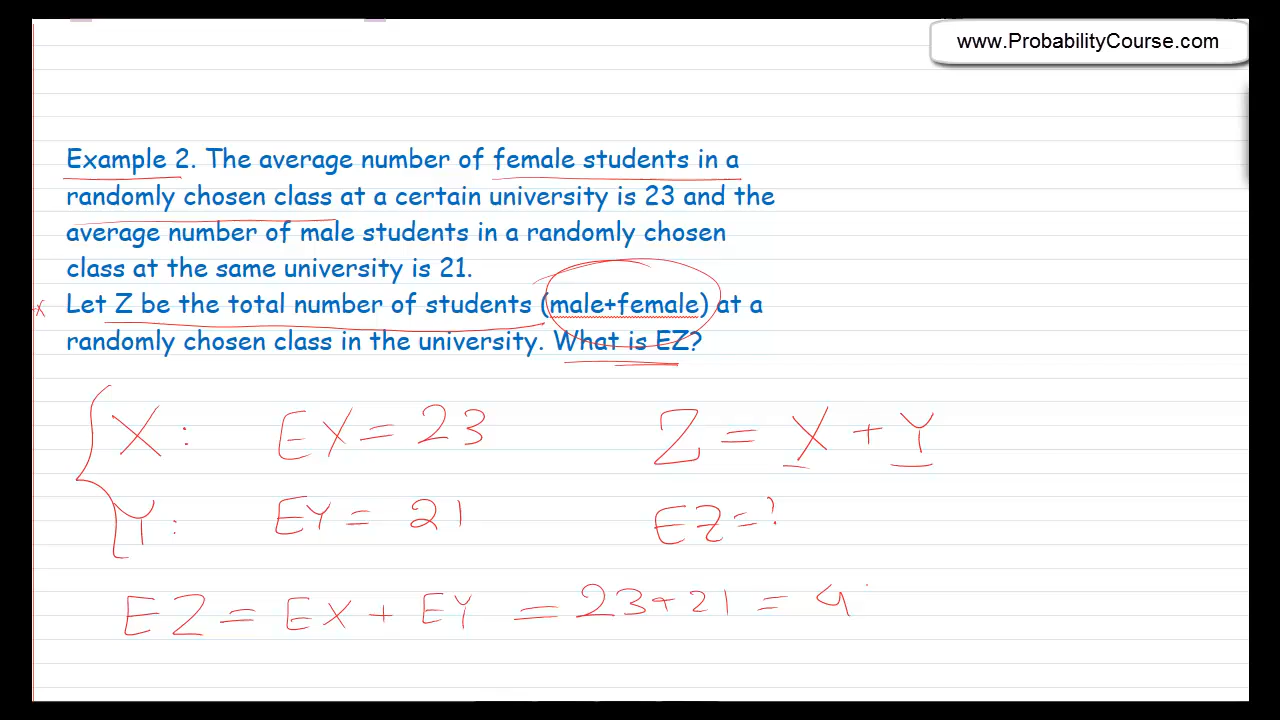 www.ProbabilityCourse.com
Example 2. The average number of female students in a
randomly chosen class at a certain university is 23 and the
average number of male students in a randomly chosen
class at the same university is 21.
Let Z be the total number of students (male+female) at a
randomly chosen class in the university. What is EZ?
X: EX = 23 Z = X + Y
Y: EY = 21 EZ = ?
EZ = EX + EY = 23+21 = 4